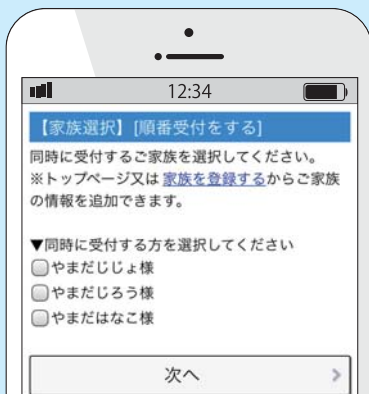 12:34
【家族選択】[順番受付をする]
同時に受付するご家族を選択してください。
※トップページ又は 家族を登録するからご家族
の情報を追加できます。
▼同時に受付する方を選択してください
やまだじじょ様
やまだじろう様
やまだはなこ様
次へ